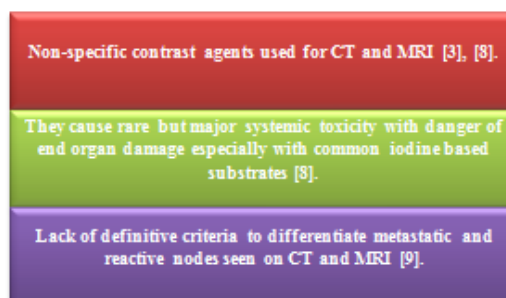 Non-specific contrast agents used for CT and MRI [3], [8].
They cause rare but major systemic toxicity with danger of
end organ damage especially with common iodine based
substrates [8].
Lack of definitive criteria to differentiate metastatic and
reactive nodes seen on CT and MRI [9].